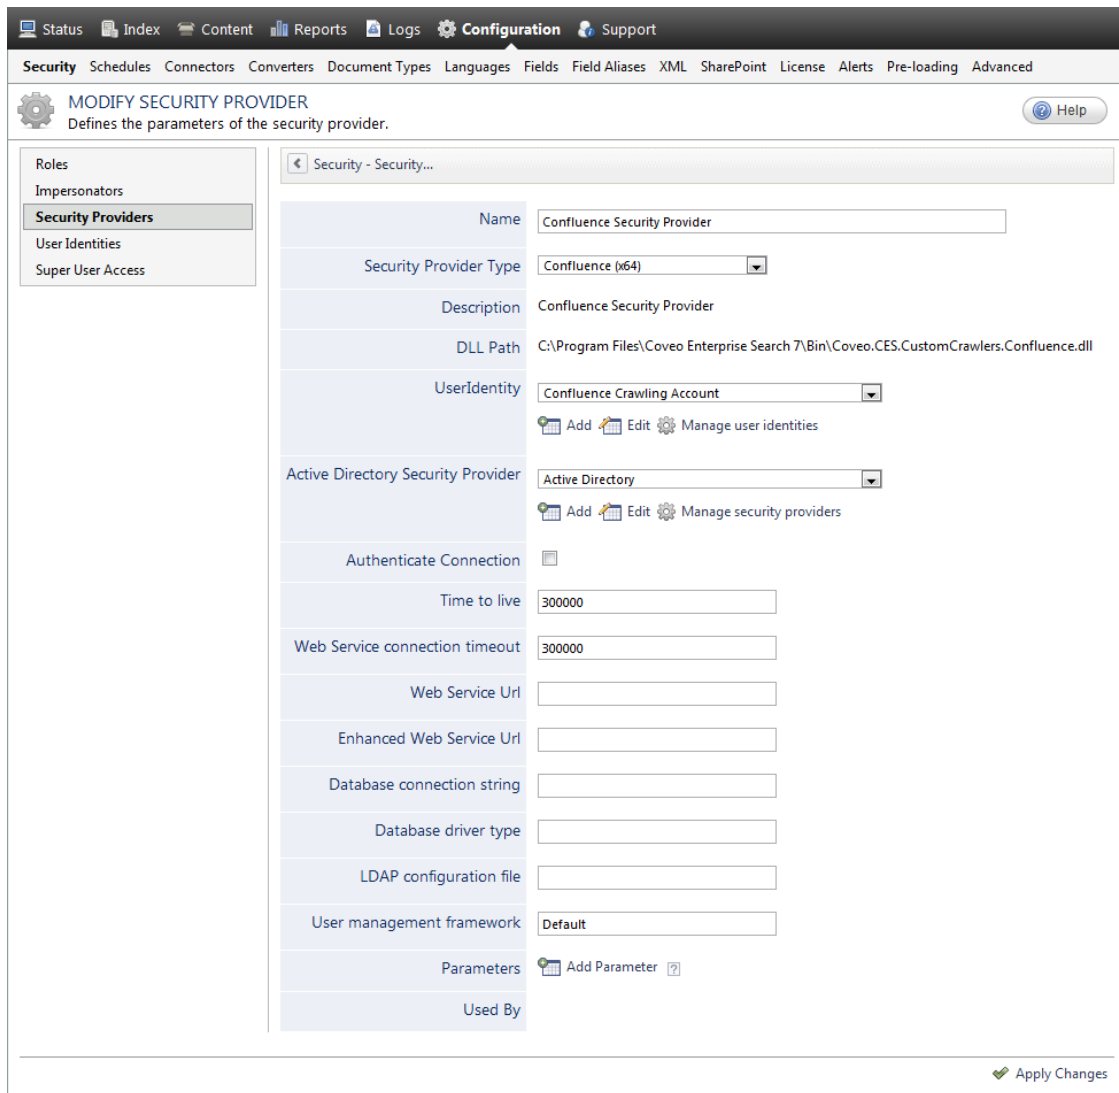 Status Index Content Reports Logs Configuration Support
Security Schedules Connectors Converters Document Types Languages Fields Field Aliases XML SharePoint License Alerts Pre-loading Advanced
MODIFY SECURITY PROVIDER
Defines the parameters of the security provider.
Help
Roles
Impersonators
Security Providers
User Identities
Super User Access
Security - Security...
Name Confluence Security Provider
Security Provider Type Confluence (x64)
Description Confluence Security Provider
DLL Path C:\Program Files\Coveo Enterprise Search 7\Bin\Coveo.CES.CustomCrawlers.Confluence.dll
UserIdentity Confluence Crawling Account
Add Edit Manage user identities
Active Directory Security Provider Active Directory
Add Edit Manage security providers
Authenticate Connection
Time to live 300000
Web Service connection timeout 300000
Web Service Url
Enhanced Web Service Url
Database connection string
Database driver type
LDAP configuration file
User management framework Default
Parameters Add Parameter ?
Used By
Apply Changes